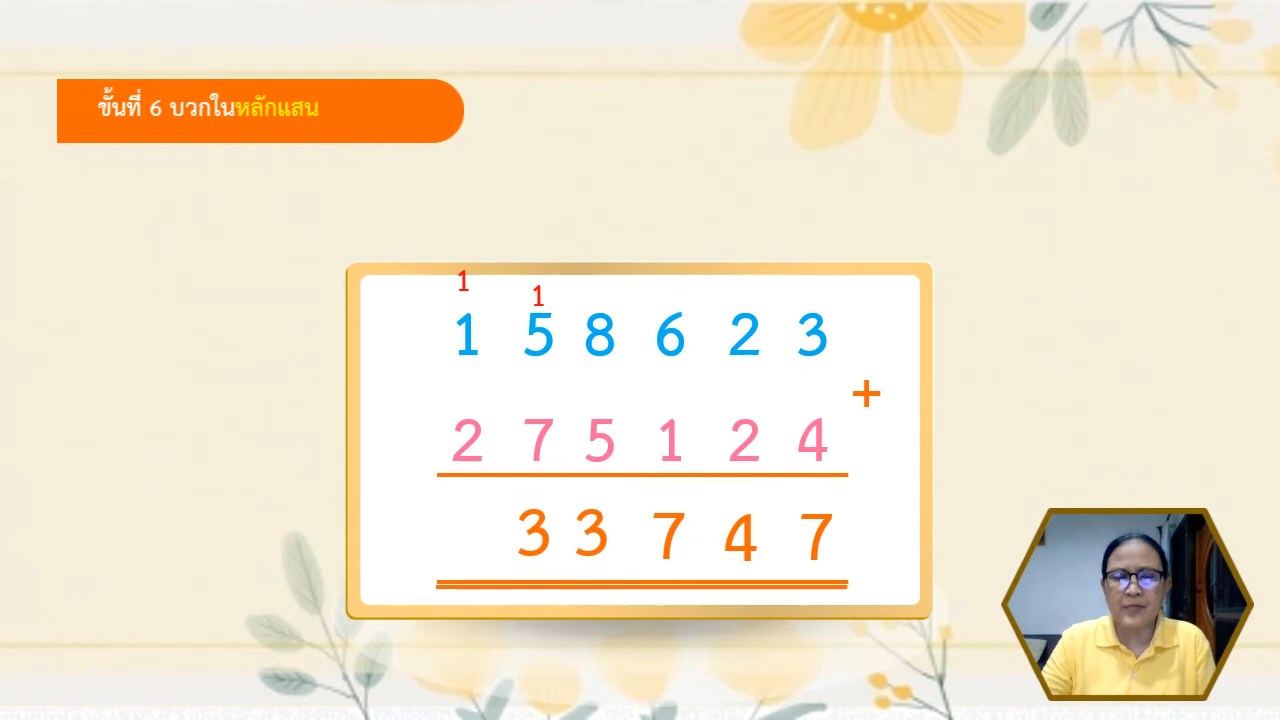 ขั้นที่ 6 บวกในหลักแสน
1 1
1 5 8 6 2 3
+
2 7 5 1 2 4
3 3 7 4 7